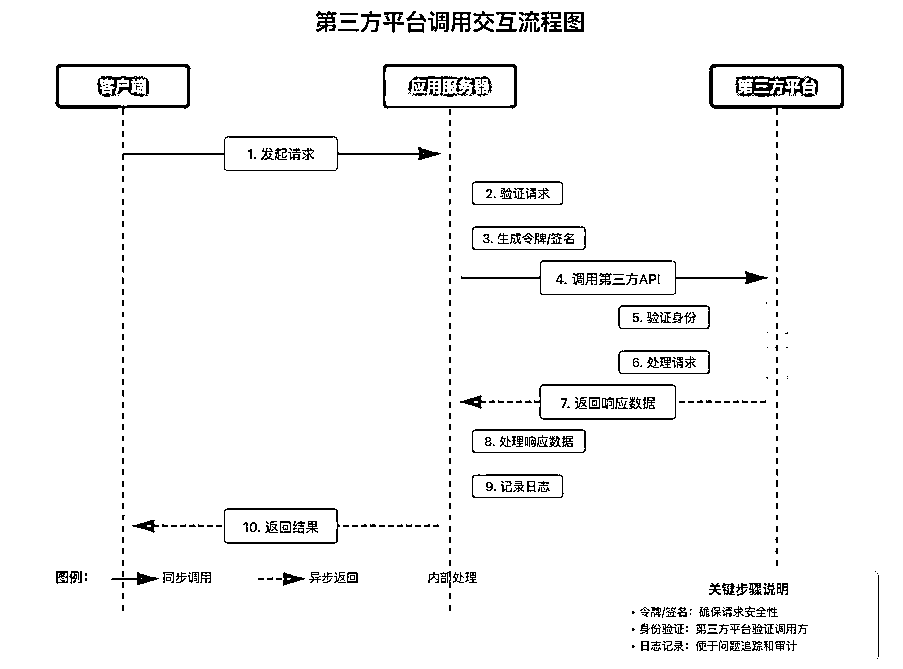 第三方平台调用交互流程图
客户端
应用服务器
第三方平台
1. 发起请求
2. 验证请求
3. 生成令牌/签名
4. 调用第三方API
5. 验证身份
6. 处理请求
7. 返回响应数据
8. 处理响应数据
9. 记录日志
10. 返回结果
图例： 同步调用 异步返回 内部处理
关键步骤说明
• 令牌/签名：确保请求安全性
• 身份验证：第三方平台验证调用方
• 日志记录：便于问题追踪和审计